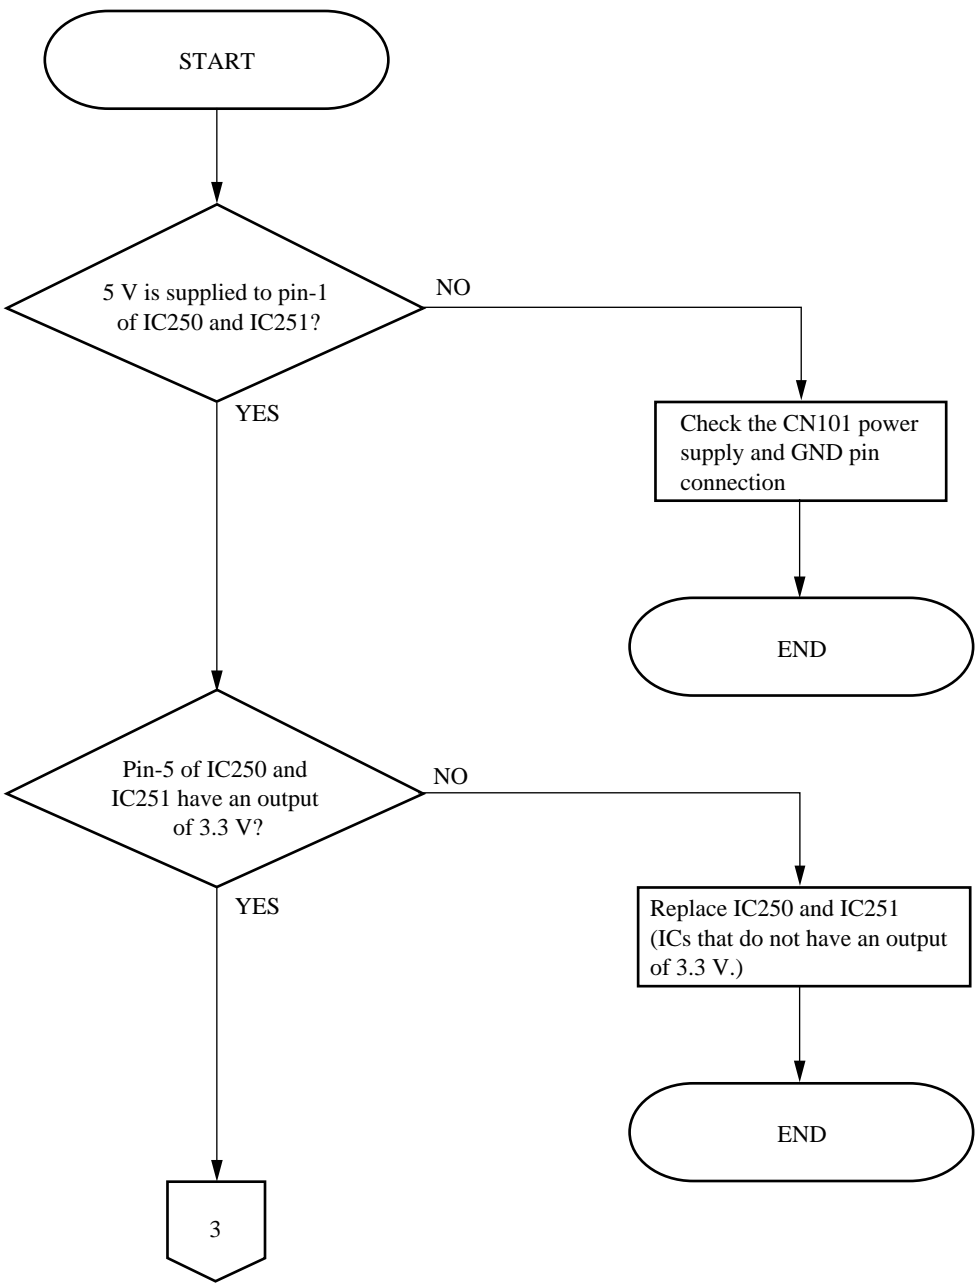 START
5 V is supplied to pin-1
of IC250 and IC251?
NO
YES
Check the CN101 power
supply and GND pin
connection
END
Pin-5 of IC250 and
IC251 have an output
of 3.3 V?
NO
YES
Replace IC250 and IC251
(ICs that do not have an output
of 3.3 V.)
END
3